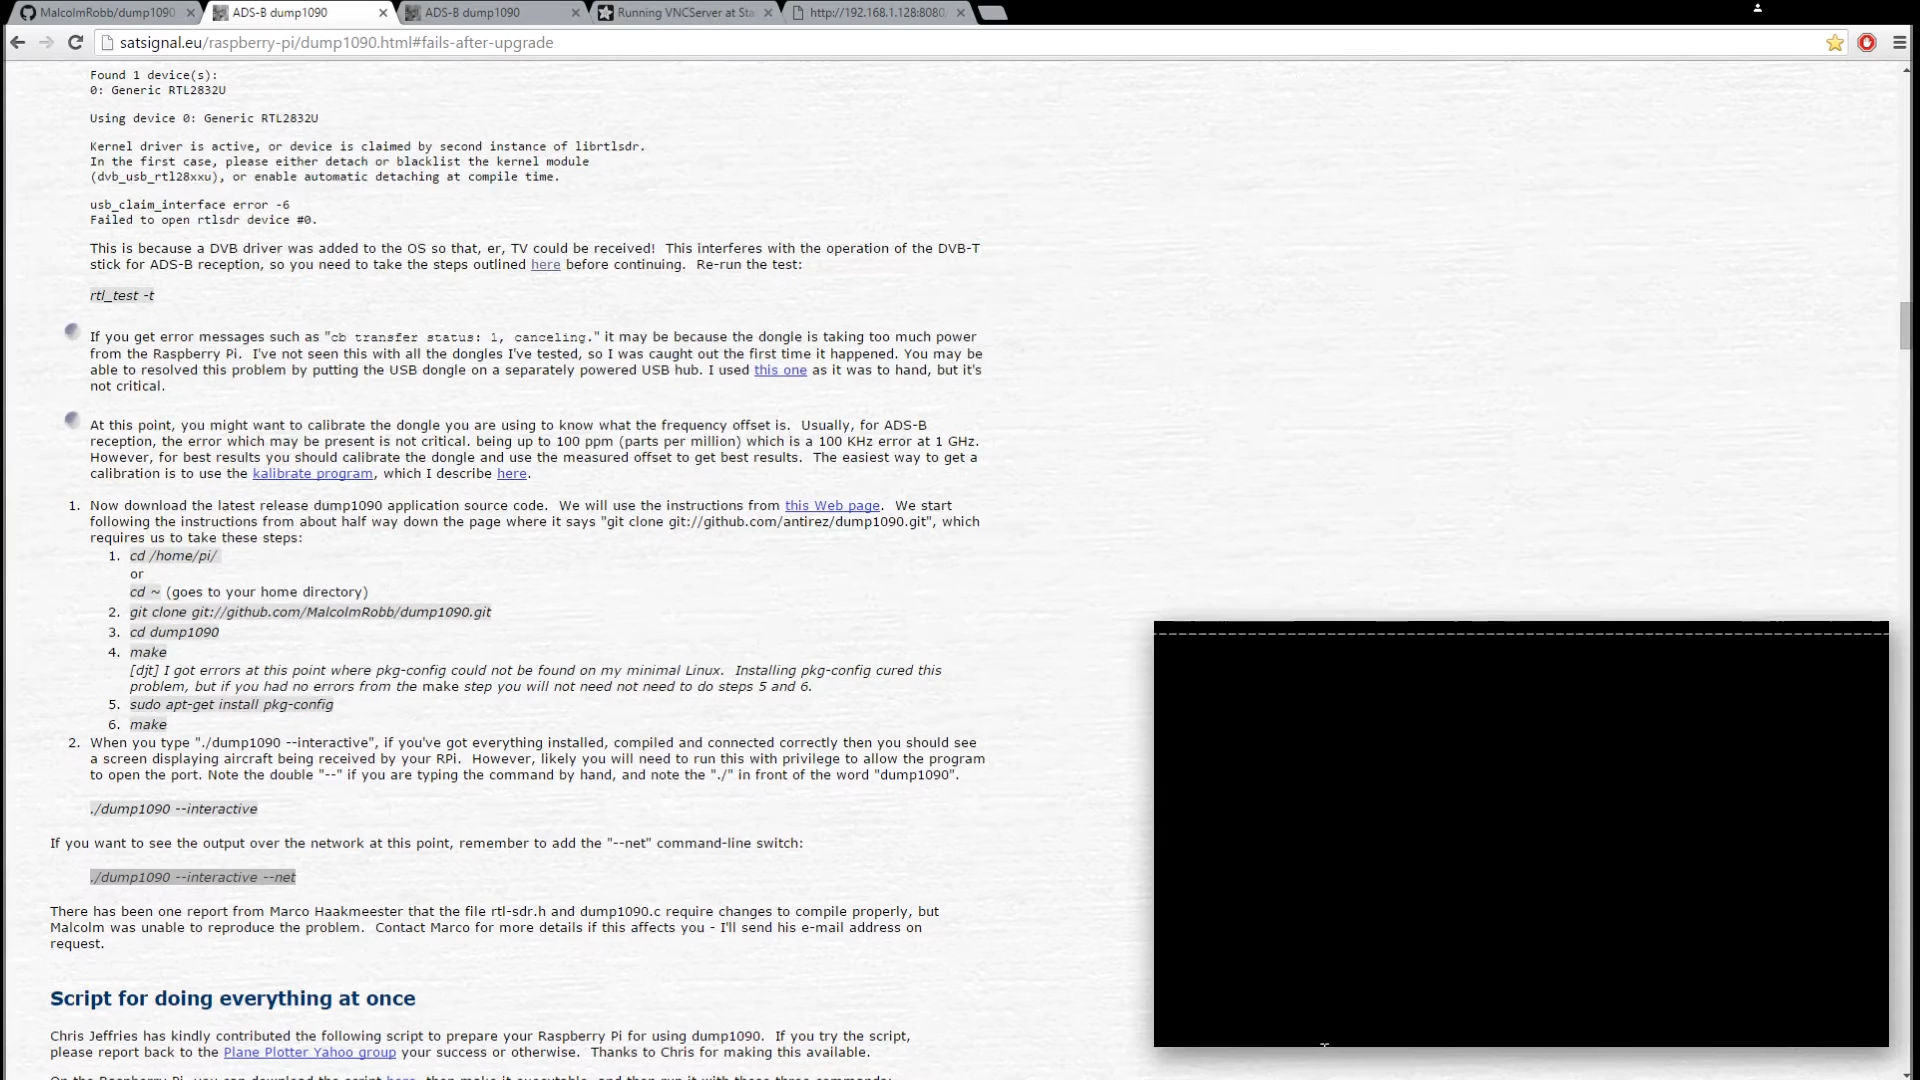 MalcolmRobb/dump1090
ADS-B dump1090
ADS-B dump1090
Running VNCServer at Sta
http://192.168.1.128:8080
satsignal.eu/raspberry-pi/dump1090.html#fails-after-upgrade
Found 1 device(s):
0: Generic RTL2832U
Using device 0: Generic RTL2832U
Kernel driver is active, or device is claimed by second instance of librtlsdr.
In the first case, please either detach or blacklist the kernel module
(dvb_usb_rtl28xxu), or enable automatic detaching at compile time.
usb_claim_interface error -6
Failed to open rtlsdr device #0.
This is because a DVB driver was added to the OS so that, er, TV could be received!  This interferes with the operation of the DVB-T
stick for ADS-B reception, so you need to take the steps outlined here before continuing.  Re-run the test:
rtl_test -t
If you get error messages such as "cb transfer status: 1, canceling." it may be because the dongle is taking too much power
from the Raspberry Pi.  I've not seen this with all the dongles I've tested, so I was caught out the first time it happened. You may be
able to resolved this problem by putting the USB dongle on a separately powered USB hub. I used this one as it was to hand, but it's
not critical.
At this point, you might want to calibrate the dongle you are using to know what the frequency offset is.  Usually, for ADS-B
reception, the error which may be present is not critical. being up to 100 ppm (parts per million) which is a 100 KHz error at 1 GHz.
However, for best results you should calibrate the dongle and use the measured offset to get best results.  The easiest way to get a
calibration is to use the kalibrate program, which I describe here.
1. Now download the latest release dump1090 application source code.  We will use the instructions from this Web page.  We start
following the instructions from about half way down the page where it says "git clone git://github.com/antirez/dump1090.git", which
requires us to take these steps:
1. cd /home/pi/
or
cd ~ (goes to your home directory)
2. git clone git://github.com/MalcolmRobb/dump1090.git
3. cd dump1090
4. make
[djt] I got errors at this point where pkg-config could not be found on my minimal Linux.  Installing pkg-config cured this
problem, but if you had no errors from the make step you will not need not need to do steps 5 and 6.
5. sudo apt-get install pkg-config
6. make
2. When you type "./dump1090 --interactive", if you've got everything installed, compiled and connected correctly then you should see
a screen displaying aircraft being received by your RPi.  However, likely you will need to run this with privilege to allow the program
to open the port. Note the double "--" if you are typing the command by hand, and note the "./" in front of the word "dump1090".
./dump1090 --interactive
If you want to see the output over the network at this point, remember to add the "--net" command-line switch:
./dump1090 --interactive --net
There has been one report from Marco Haakmeester that the file rtl-sdr.h and dump1090.c require changes to compile properly, but
Malcolm was unable to reproduce the problem.  Contact Marco for more details if this affects you - I'll send his e-mail address on
request.
Script for doing everything at once
Chris Jeffries has kindly contributed the following script to prepare your Raspberry Pi for using dump1090.  If you try the script,
please report back to the Plane Plotter Yahoo group your success or otherwise.  Thanks to Chris for making this available.
On the Raspberry Pi, you can download the script here, then make it executable, and then run it with these three commands: